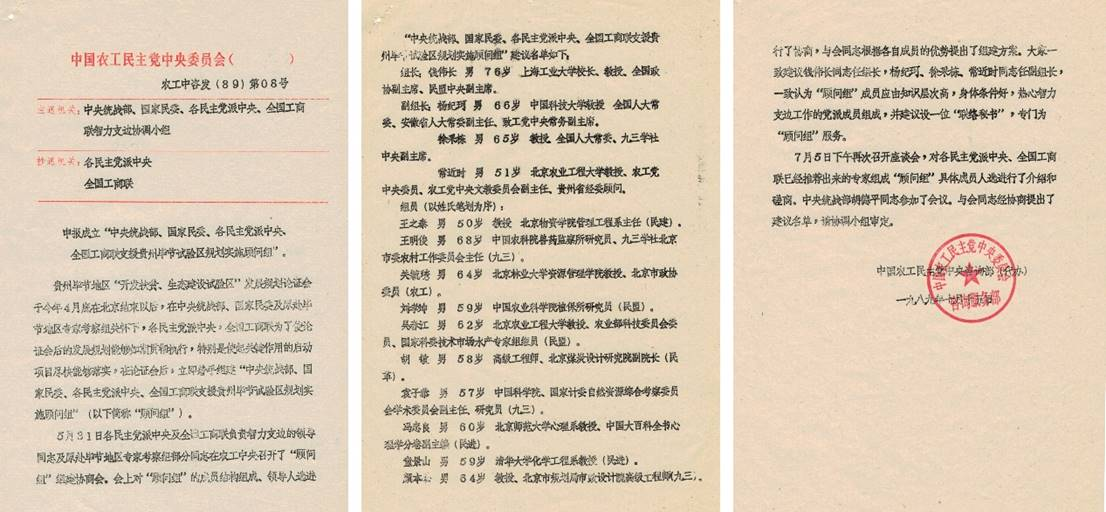 中国农工民主党中央委员会(　　)
农工中咨发（89）第08号
主送机关：中央统战部、国家民委、各民主党派中央、全国工商
联智力支边协调小组
抄送机关：各民主党派中央
全国工商联
申报成立“中央统战部、国家民委、各民主党派中央、
全国工商联支援贵州毕节试验区规划实施顾问组”。
贵州毕节地区“开发扶贫、生态建设试验区”发展规划论证会
于今年4月底在北京结束以后，在中央统战部、国家民委及原赴毕
节地区专家考察组关怀下，各民主党派中央、全国工商联为了使论
证会后的发展规划能够如期贯彻执行，特别是使起关键作用的启动
项目尽快能够落实，在论证会后，立即着手组建“中央统战部、国
家民委、各民主党派中央、全国工商联支援贵州毕节试验区规划实
施顾问组”（以下简称“顾问组”）。
5月31日各民主党派中央及全国工商联负责智力支边的领导
同志及原赴毕节地区专家考察组部分同志在农工中央召开了“顾问
组”组建协商会。会上对“顾问组”的成员结构组成、领导人选进
“中央统战部、国家民委、各民主党派中央、全国工商联支援贵
州毕节试验区规划实施顾问组”建议名单如下：
组长：钱伟长 男 76岁 上海工业大学校长、教授、全国政
协副主席、民盟中央副主席。
副组长：杨纪珂 男 66岁 中国科技大学教授 全国人大常
委、安徽省人大常委副主任、致工党中央常务副主席。
徐采栋 男 65岁 教授、全国人大常委、九三学社
中央副主席。
常近时 男 51岁 北京农业工程大学教授、农工党
中央委员、农工党中央文教委员会副主任、贵州省经委顾问。
组员（以姓氏笔划为序）：
王之泰 男 50岁 教授 北京物资学院管理工程系主任（民建）。
王明俊 男 68岁 中国农科院兽药监察所研究员、九三学社北京
市委农村工作委员会主任（九三）。
关毓秀 男 64岁 北京林业大学资源管理学院教授、北京市政协
委员（农工）。
刘学坤 男 59岁 中国农业科学院植保所研究员（民盟）。
吴春江 男 62岁 北京农业工程大学教授、农业部科技委员会委
员、国家科委技术市场水产专家组组员（民盟）。
胡 敏 男 58岁 高级工程师、北京煤炭设计研究院副院长（民
革）。
袁子恭 男 57岁 中国科学院、国家计委自然资源综合考察委员
会学术委员会副主任、研究员（九三）。
冯忠良 男 60岁 北京师范大学心理系教授、中国大百科全书心
理学分卷副主编（民进）。
童景山 男 59岁 清华大学化学工程系教授（民进）。
男 64岁 教授、北京市规划局市政设计院高级工程师（九三）。
行了协商，与会同志根据各自成员的优势提出了组建方案。大家一
致建议钱伟长同志任组长，杨纪珂、徐采栋、常近时同志任副组长，
一致认为“顾问组”成员应由知识层次高，身体条件好，热心智力
支边工作的党派成员组成，并建议设一位“联络秘书”，专门为
“顾问组”服务。
7月5日下午再次召开座谈会，对各民主党派中央、全国工商
联已经推荐出来的专家组成“顾问组”具体成员人选进行了介绍和
磋商。中央统战部胡德平同志参加了会议。与会同志经协商提出了
建议名单，请协调小组审定。
中国农工民主党中央咨询部（代办）
一九八九年七月十五日
中国农工民主党中央委员会
咨询服务部